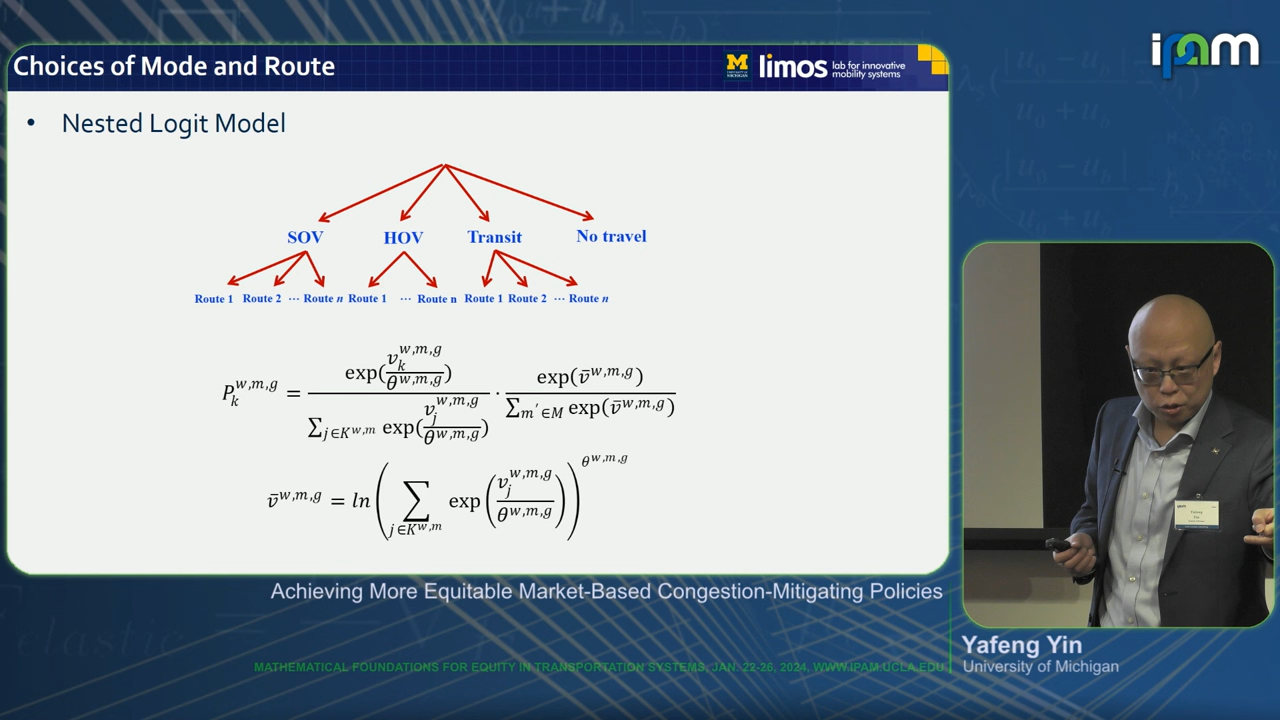 Choices of Mode and Route
M
limos lab for innovative
mobility systems
ipam
• Nested Logit Model
SOV HOV Transit No travel
Route 1 Route 2 ··· Route n Route 1 ··· Route n Route 1 Route 2 ··· Route n
P_k^{w,m,g} = exp(v_k^{w,m,g}/θ^{w,m,g}) / ∑_{j∈K^{w,m}} exp(v_j^{w,m,g}/θ^{w,m,g}) · exp(v̄^{w,m,g}) / ∑_{m′∈M} exp(v̄^{w,m,g})
v̄^{w,m,g} = ln(∑_{j∈K^{w,m}} exp(v_j^{w,m,g}/θ^{w,m,g}))^{θ^{w,m,g}}
Achieving More Equitable Market-Based Congestion-Mitigating Policies
Yafeng Yin
University of Michigan
MATHEMATICAL FOUNDATIONS FOR EQUITY IN TRANSPORTATION SYSTEMS, JAN. 22-26, 2024, WWW.IPAM.UCLA.EDU